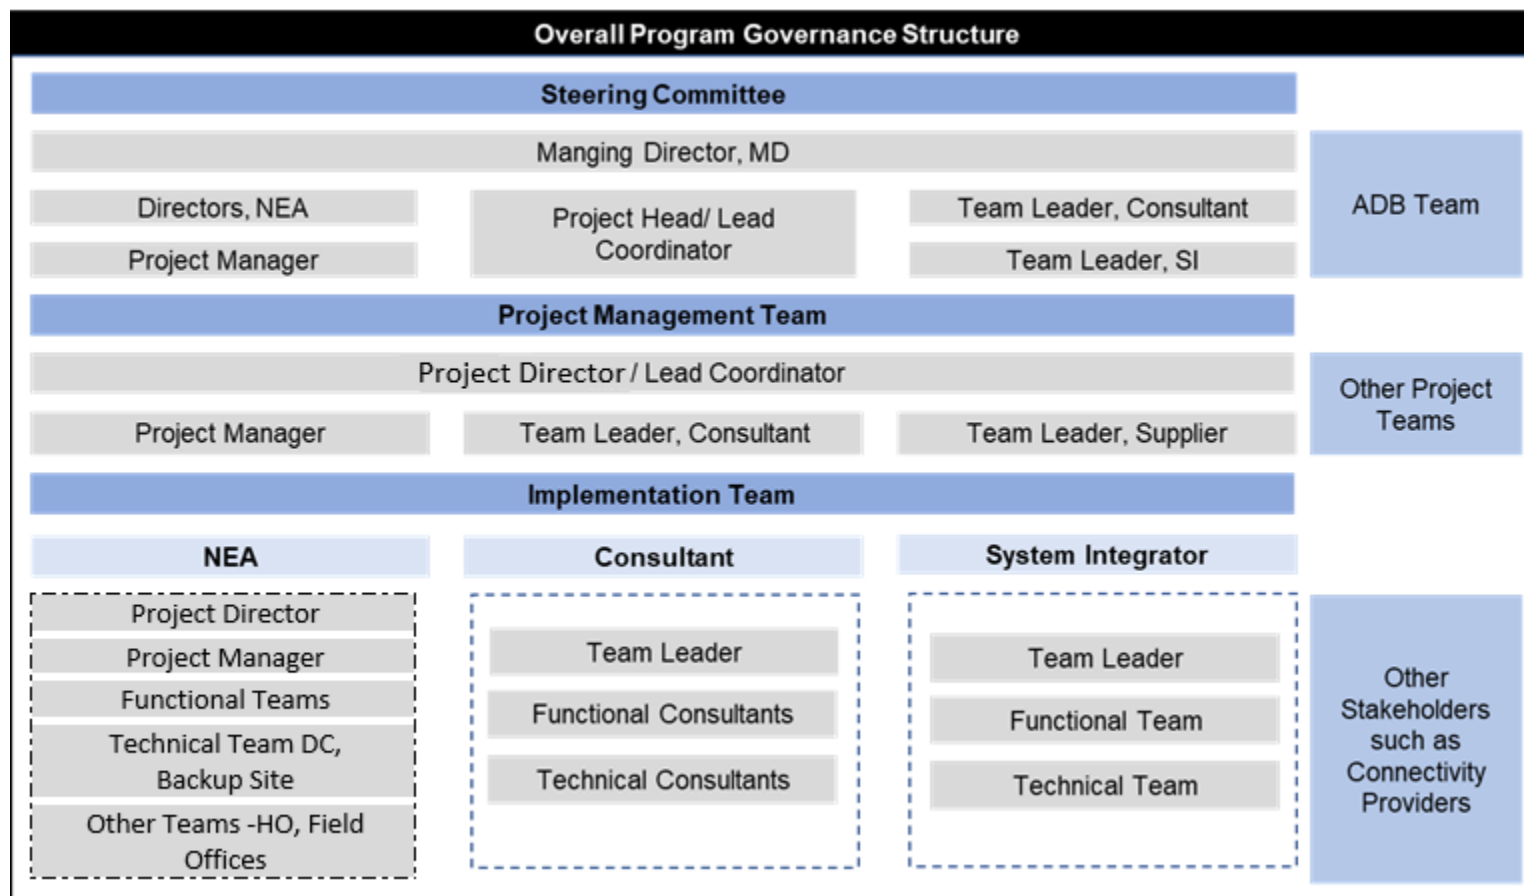 Overall Program Governance Structure
Steering Committee
Manging Director, MD
Directors, NEA
Project Manager
Project Head/ Lead
Coordinator
Team Leader, Consultant
Team Leader, SI
ADB Team
Project Management Team
Project Director / Lead Coordinator
Project Manager
Team Leader, Consultant
Team Leader, Supplier
Other Project
Teams
Implementation Team
NEA
Project Director
Project Manager
Functional Teams
Technical Team DC,
Backup Site
Other Teams -HO, Field
Offices
Consultant
Team Leader
Functional Consultants
Technical Consultants
System Integrator
Team Leader
Functional Team
Technical Team
Other
Stakeholders
such as
Connectivity
Providers